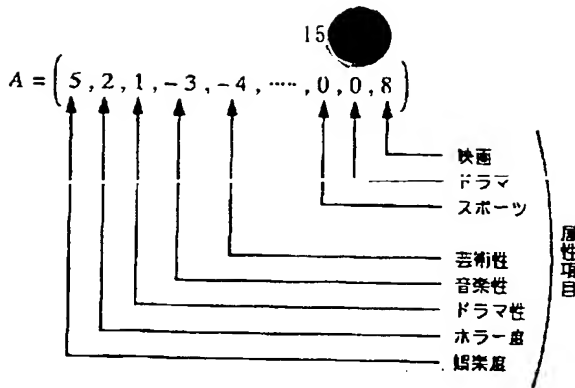 15
A = ( 5 , 2 , 1 , −3 , −4 , ····· , 0 , 0 , 8 )
映画
ドラマ
スポーツ
芸術性
音楽性
ドラマ性
ホラー度
娯楽度
属性項目